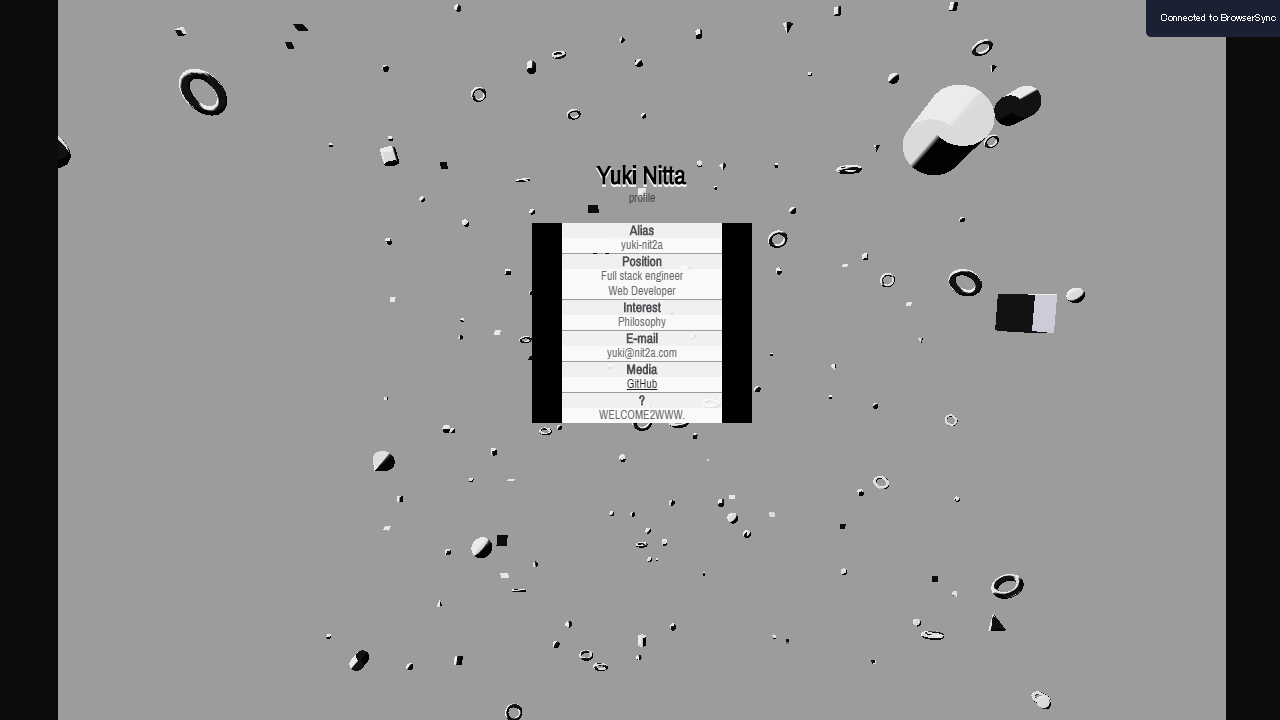 Connected to BrowserSync
Yuki Nitta
profile
Alias
yuki-nit2a
Position
Full stack engineer
Web Developer
Interest
Philosophy
E-mail
yuki@nit2a.com
Media
GitHub
?
WELCOME2WWW.